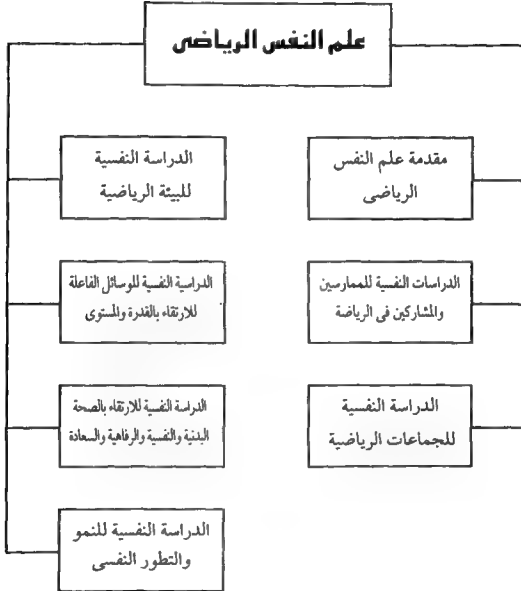 علم النفس الرياضى
مقدمة علم النفس
الرياضى
الدراسات النفسية للممارسين
والمشاركين فى الرياضة
الدراسة النفسية
للجماعات الرياضية
الدراسة النفسية
للبيئة الرياضية
الدراسية النفسية للوسائل الفاعلة
للارتقاء بالقدرة والمستوى
الدراسة النفسية للارتقاء بالصحة
البدنية والنفسية والرفاهية والسعادة
الدراسة النفسية للنمو
والتطور النفسى